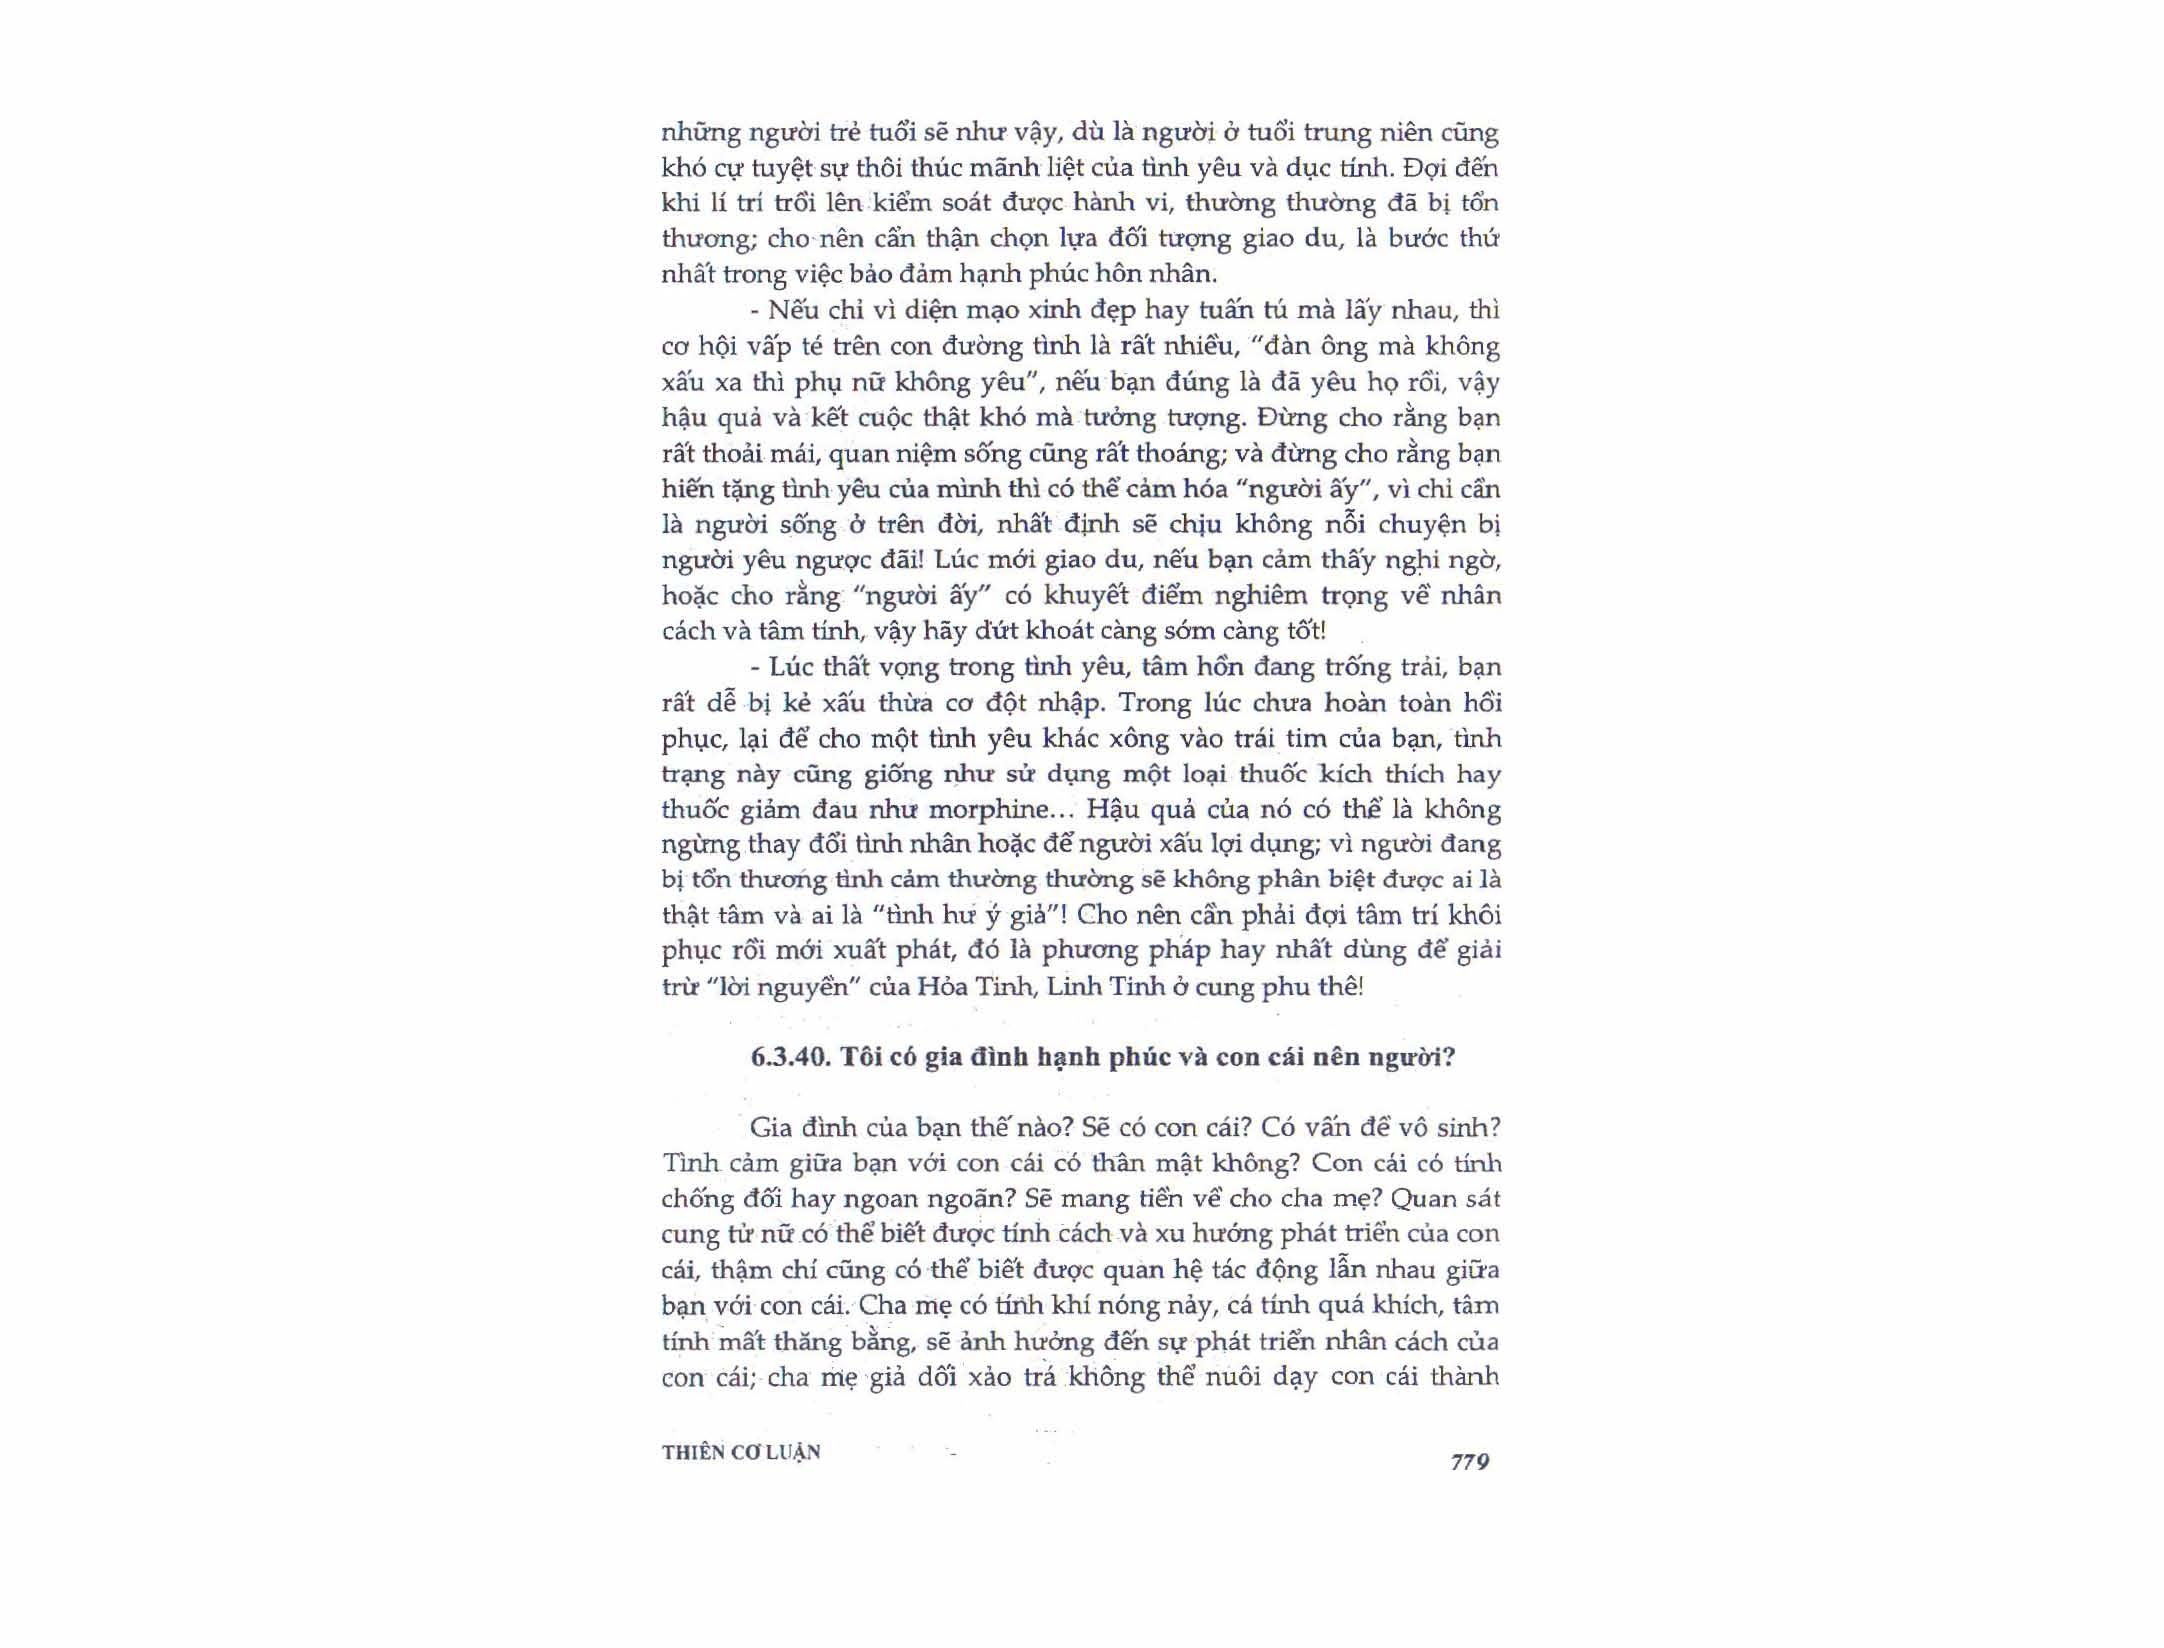 những người trẻ tuổi sẽ như vậy, dù là người ở tuổi trung niên cũng
khó cự tuyệt sự thôi thúc mãnh liệt của tình yêu và dục tính. Đợi đến
khi lí trí trỗi lên kiểm soát được hành vi, thường thường đã bị tổn
thương; cho nên cẩn thận chọn lựa đối tượng giao du, là bước thứ
nhất trong việc bảo đảm hạnh phúc hôn nhân.
- Nếu chỉ vì diện mạo xinh đẹp hay tuấn tú mà lấy nhau, thì
cơ hội vấp té trên con đường tình là rất nhiều, "đàn ông mà không
xấu xa thì phụ nữ không yêu", nếu bạn đúng là đã yêu họ rồi, vậy
hậu quả và kết cuộc thật khó mà tưởng tượng. Đừng cho rằng bạn
rất thoải mái, quan niệm sống cũng rất thoáng; và đừng cho rằng bạn
hiến tặng tình yêu của mình thì có thể cảm hóa "người ấy", vì chỉ cần
là người sống ở trên đời, nhất định sẽ chịu không nỗi chuyện bị
người yêu ngược đãi! Lúc mới giao du, nếu bạn cảm thấy nghi ngờ,
hoặc cho rằng "người ấy" có khuyết điểm nghiêm trọng về nhân
cách và tâm tính, vậy hãy dứt khoát càng sớm càng tốt!
- Lúc thất vọng trong tình yêu, tâm hồn đang trống trải, bạn
rất dễ bị kẻ xấu thừa cơ đột nhập. Trong lúc chưa hoàn toàn hồi
phục, lại để cho một tình yêu khác xông vào trái tim của bạn, tình
trạng này cũng giống như sử dụng một loại thuốc kích thích hay
thuốc giảm đau như morphine... Hậu quả của nó có thể là không
ngừng thay đổi tình nhân hoặc để người xấu lợi dụng; vì người đang
bị tổn thương tình cảm thường thường sẽ không phân biệt được ai là
thật tâm và ai là "tình hư ý giả"! Cho nên cần phải đợi tâm trí khôi
phục rồi mới xuất phát, đó là phương pháp hay nhất dùng để giải
trừ "lời nguyền" của Hỏa Tinh, Linh Tinh ở cung phu thê!
6.3.40. Tôi có gia đình hạnh phúc và con cái nên người?
Gia đình của bạn thế nào? Sẽ có con cái? Có vấn đề vô sinh?
Tình cảm giữa bạn với con cái có thân mật không? Con cái có tính
chống đối hay ngoan ngoãn? Sẽ mang tiền về cho cha mẹ? Quan sát
cung tử nữ có thể biết được tính cách và xu hướng phát triển của con
cái, thậm chí cũng có thể biết được quan hệ tác động lẫn nhau giữa
bạn với con cái. Cha mẹ có tính khí nóng nảy, cá tính quá khích, tâm
tính mất thăng bằng, sẽ ảnh hưởng đến sự phát triển nhân cách của
con cái; cha mẹ giả dối xảo trá không thể nuôi dạy con cái thành
THIÊN CƠ LUẬN
779